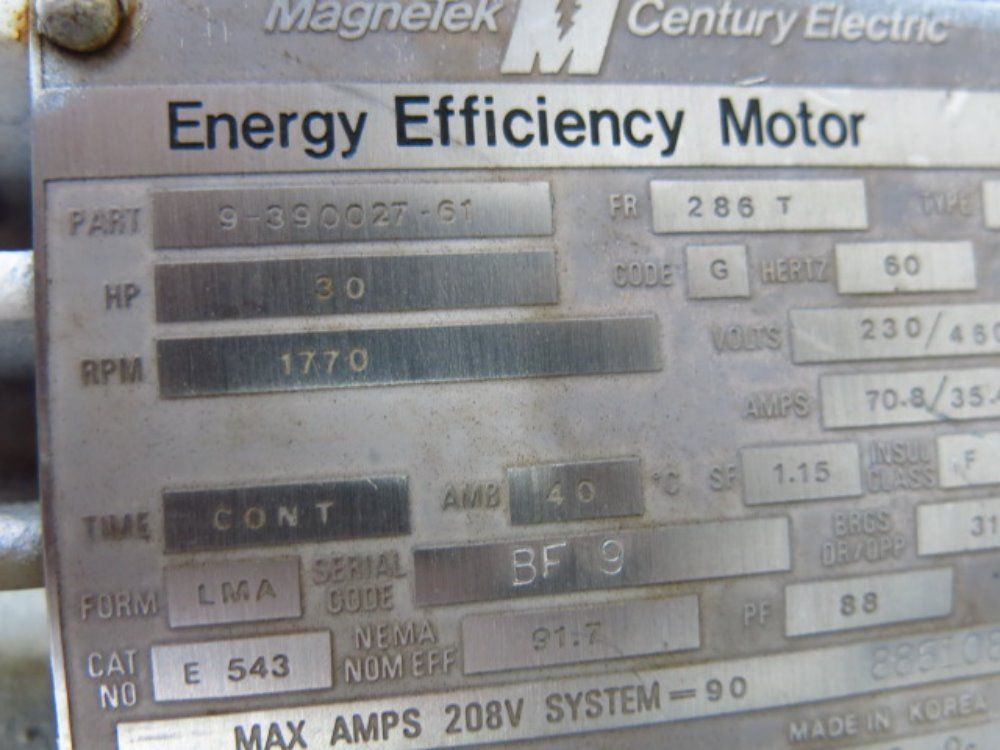 MagneTek M Century Electric
Energy Efficiency Motor
PART 9-390027-61 FR 286 T TYPE
HP 30 CODE G HERTZ 60
RPM 1770 VOLTS 230/460
AMPS 70.8/35.
TIME CONT AMB 40 °C SF 1.15 INSUL CLASS F
FORM LMA SERIAL CODE BF 9 BRGS DR/OPP 31
CAT NO E 543 NEMA NOM EFF 91.7 PF 88
MAX AMPS 208V SYSTEM=90
MADE IN KOREA